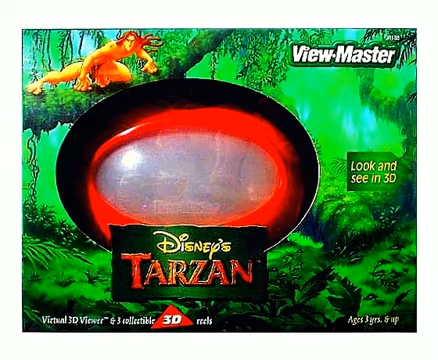 View-Master
Look and
see in 3D
Disney's
TARZAN
Virtual 3D Viewer™ & 3 collectible 3D reels
Ages 3 yrs. & up